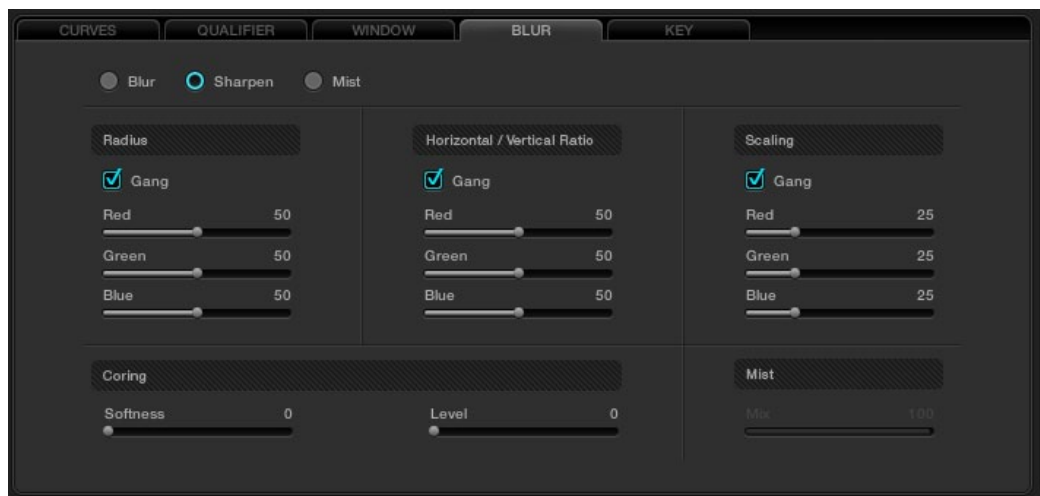 CURVES QUALIFIER WINDOW BLUR KEY
Blur Sharpen Mist
Radius Horizontal / Vertical Ratio Scaling
Gang Gang Gang
Red 50 Red 50 Red 25
Green 50 Green 50 Green 25
Blue 50 Blue 50 Blue 25
Coring Mist
Softness 0 Level 0 Mix 100